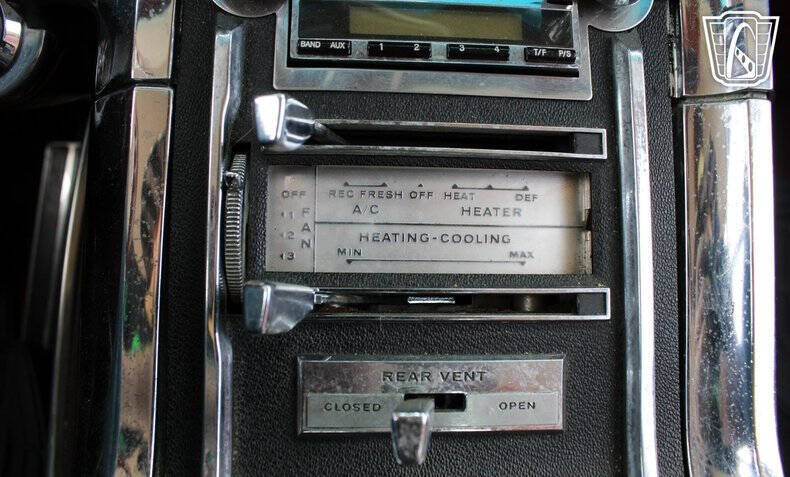 BAND AUX 1 2 3 4 T/F P/S
OFF REC FRESH OFF HEAT DEF
1 A/C HEATER
2 HEATING-COOLING
3 MIN MAX
FAN
REAR VENT
CLOSED OPEN